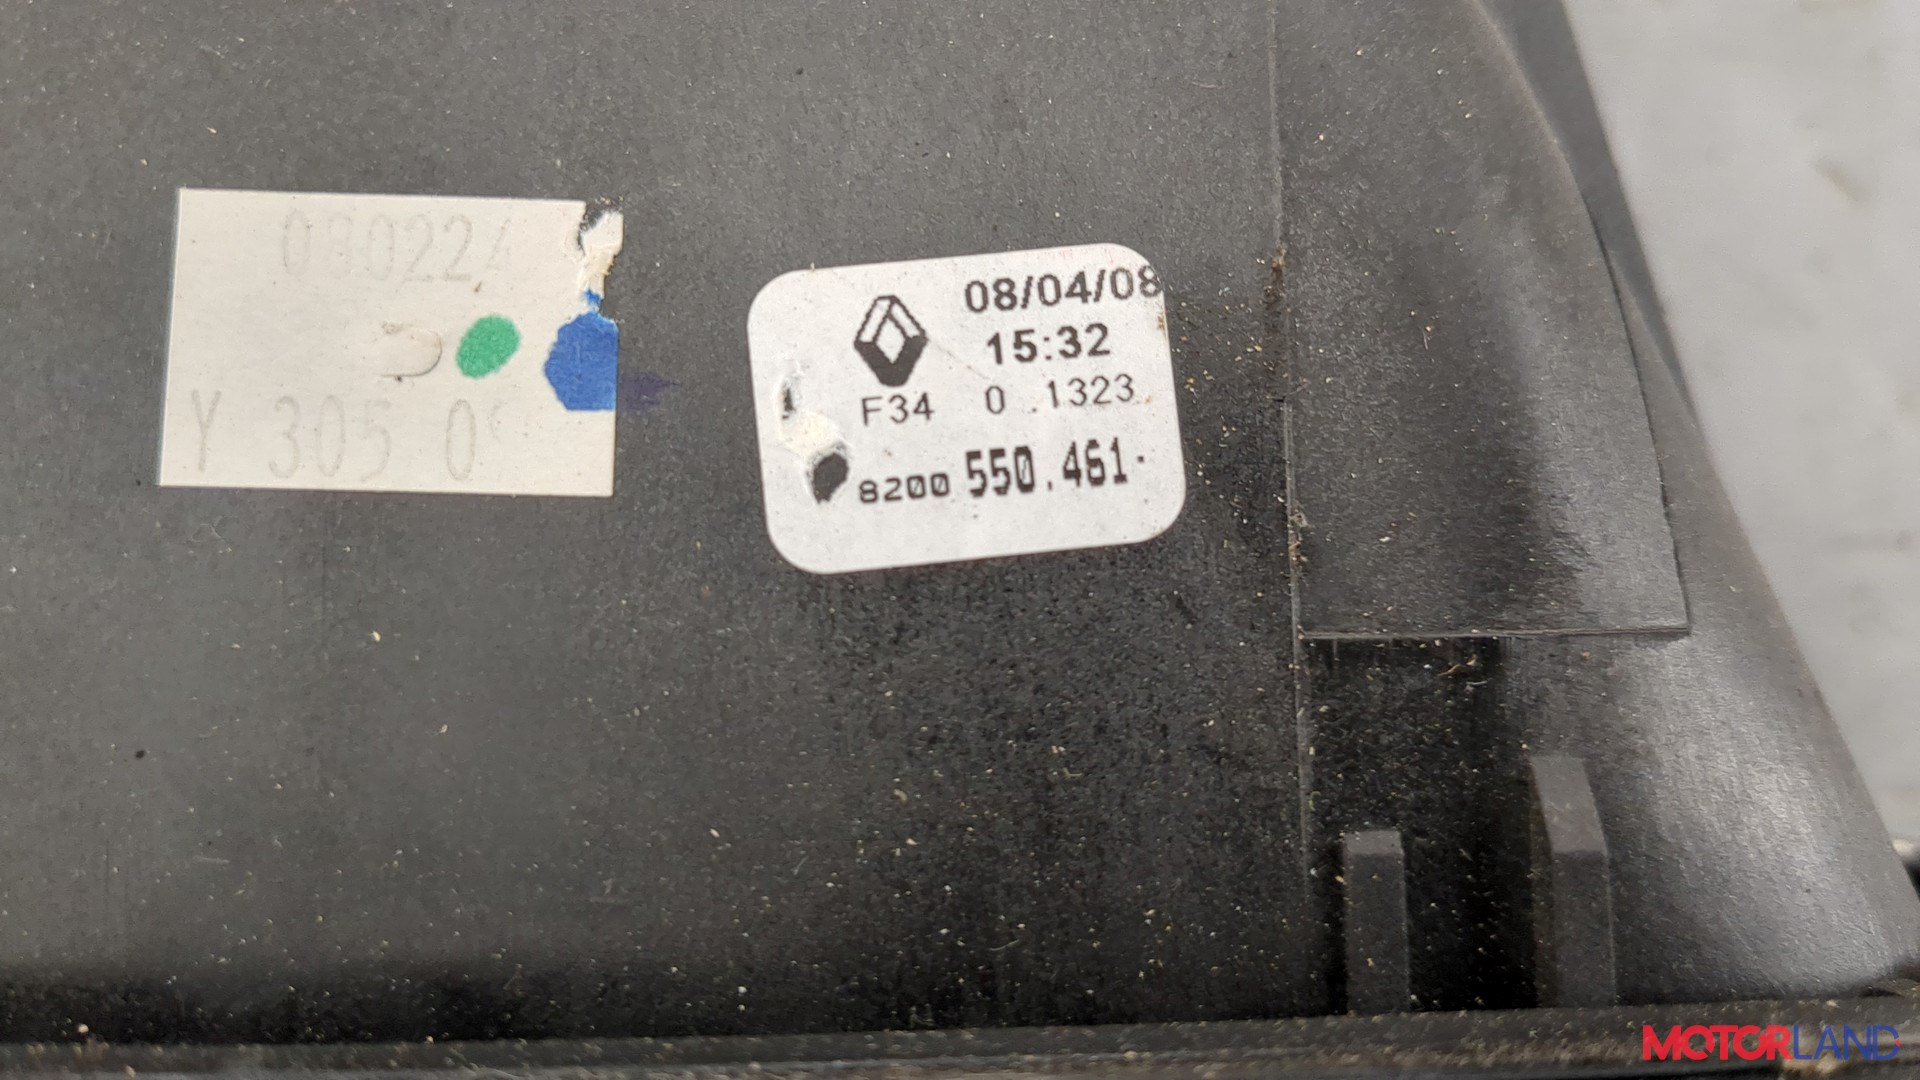 080224
Y 305 0
08/04/08
15:32
F34 0 .1323
8200 550.461
MOTORLAND